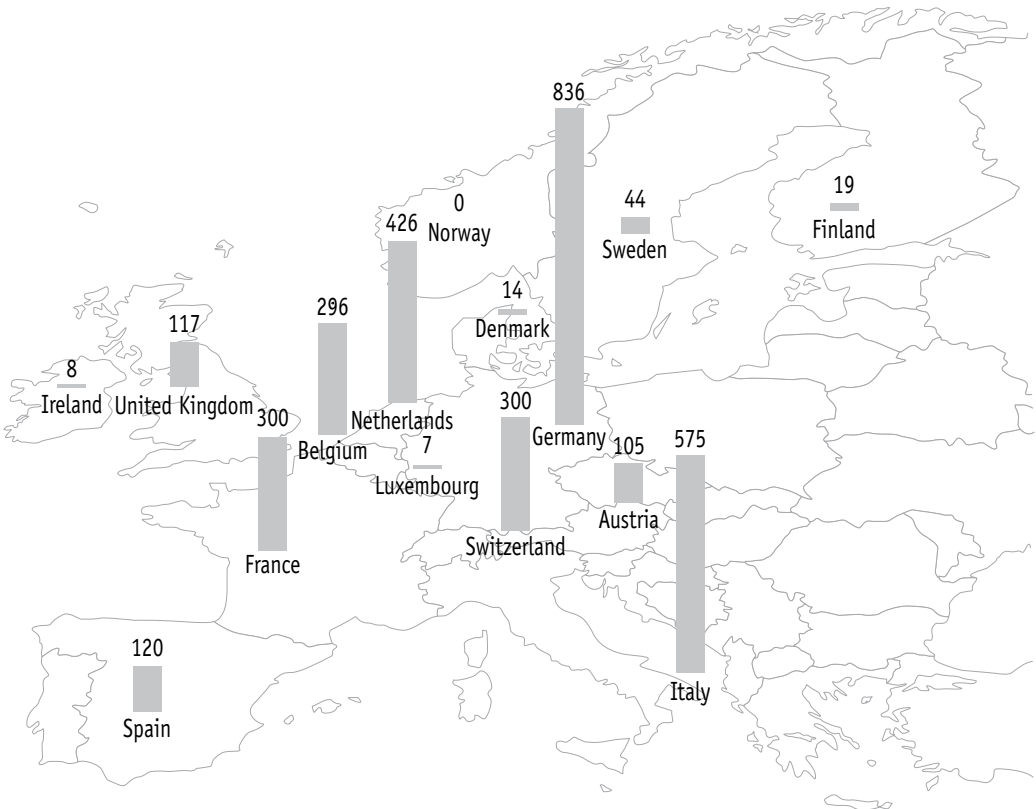 836
Germany
0
Norway
426
Netherlands
44
Sweden
19
Finland
14
Denmark
296
Belgium
117
United Kingdom
8
Ireland
300
France
7
Luxembourg
300
Switzerland
105
Austria
575
Italy
120
Spain